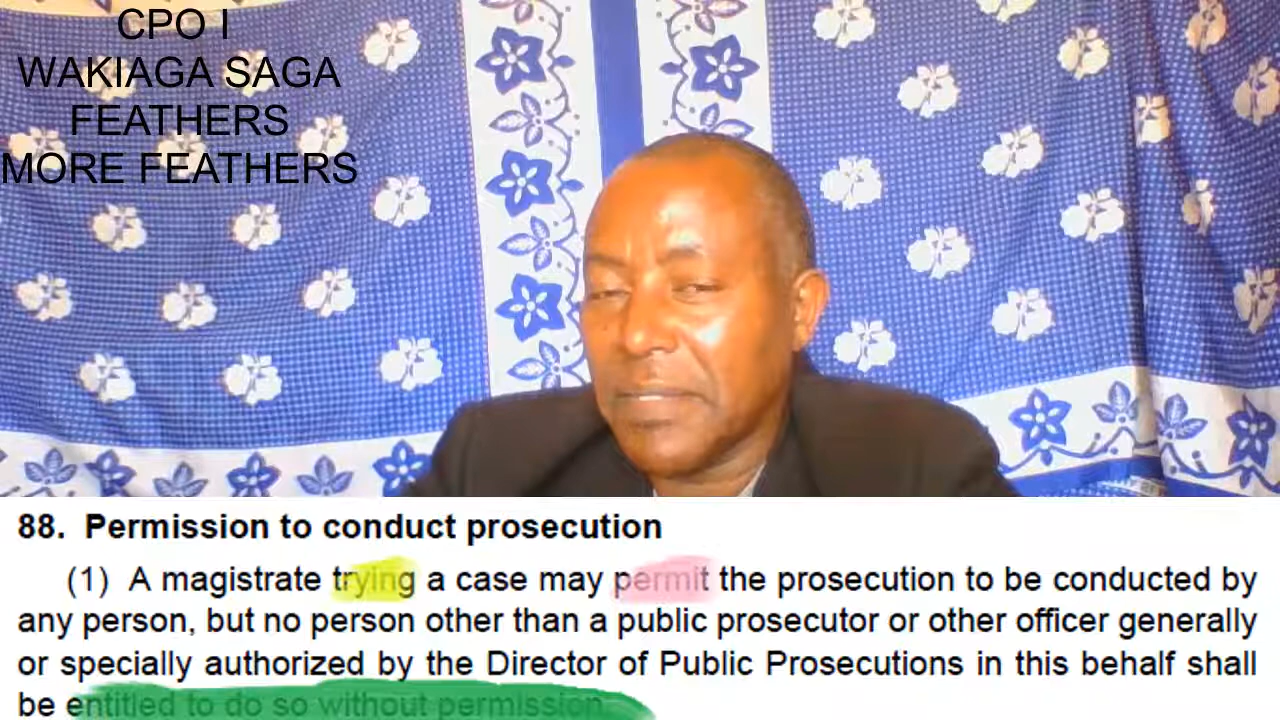 CPO I
WAKIAGA SAGA
FEATHERS
MORE FEATHERS
88. Permission to conduct prosecution
(1) A magistrate trying a case may permit the prosecution to be conducted by
any person, but no person other than a public prosecutor or other officer generally
or specially authorized by the Director of Public Prosecutions in this behalf shall
be entitled to do so without permission.